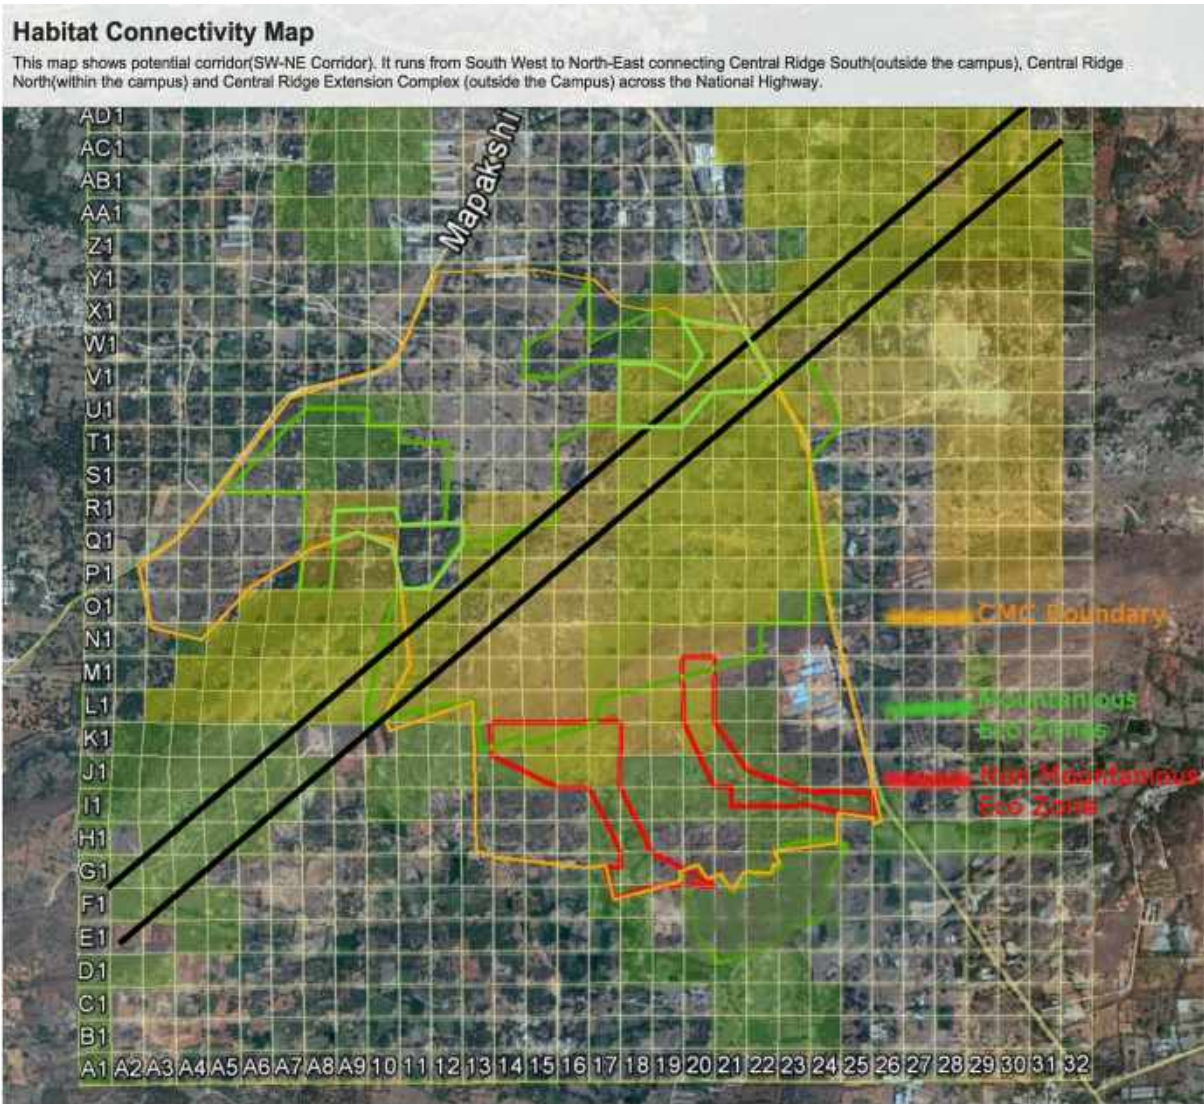 Habitat Connectivity Map
This map shows potential corridor(SW-NE Corridor). It runs from South West to North-East connecting Central Ridge South(outside the campus), Central Ridge
North(within the campus) and Central Ridge Extension Complex (outside the Campus) across the National Highway.
Mapakshi
AD1
AC1
AB1
AA1
Z1
Y1
X1
W1
V1
U1
T1
S1
R1
Q1
P1
O1
N1
M1
L1
K1
J1
I1
H1
G1
F1
E1
D1
C1
B1
A1 A2 A3 A4 A5 A6 A7 A8 A9 10 11 12 13 14 15 16 17 18 19 20 21 22 23 24 25 26 27 28 29 30 31 32
CMC Boundary
Mountanious
Eco Zones
Non-Mountainous
Eco Zone